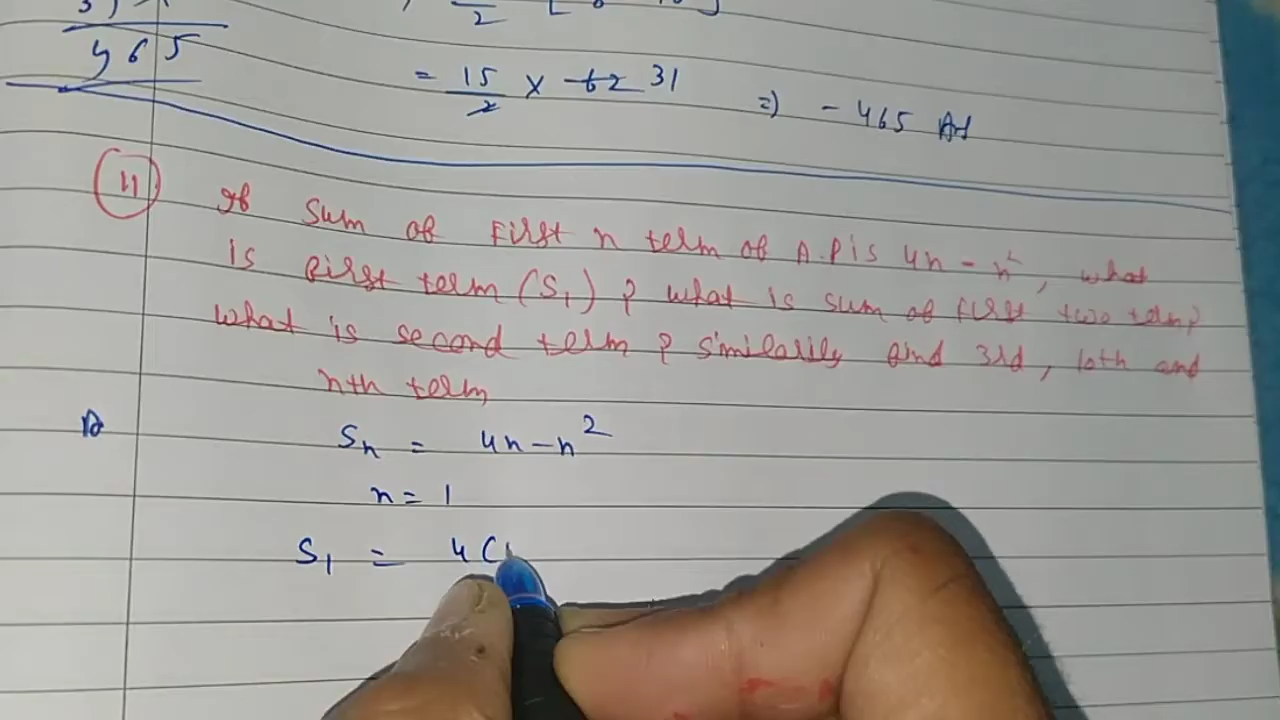 465
= 15/2 × -62 31 ⇒ -465 Ans
11 If sum of first n term of A.P is 4n - n², what
is first term (S₁) ? what is sum of first two term?
what is second term ? similarily find 3rd, 10th and
nth term
Sₙ = 4n - n²
n = 1
S₁ = 4(